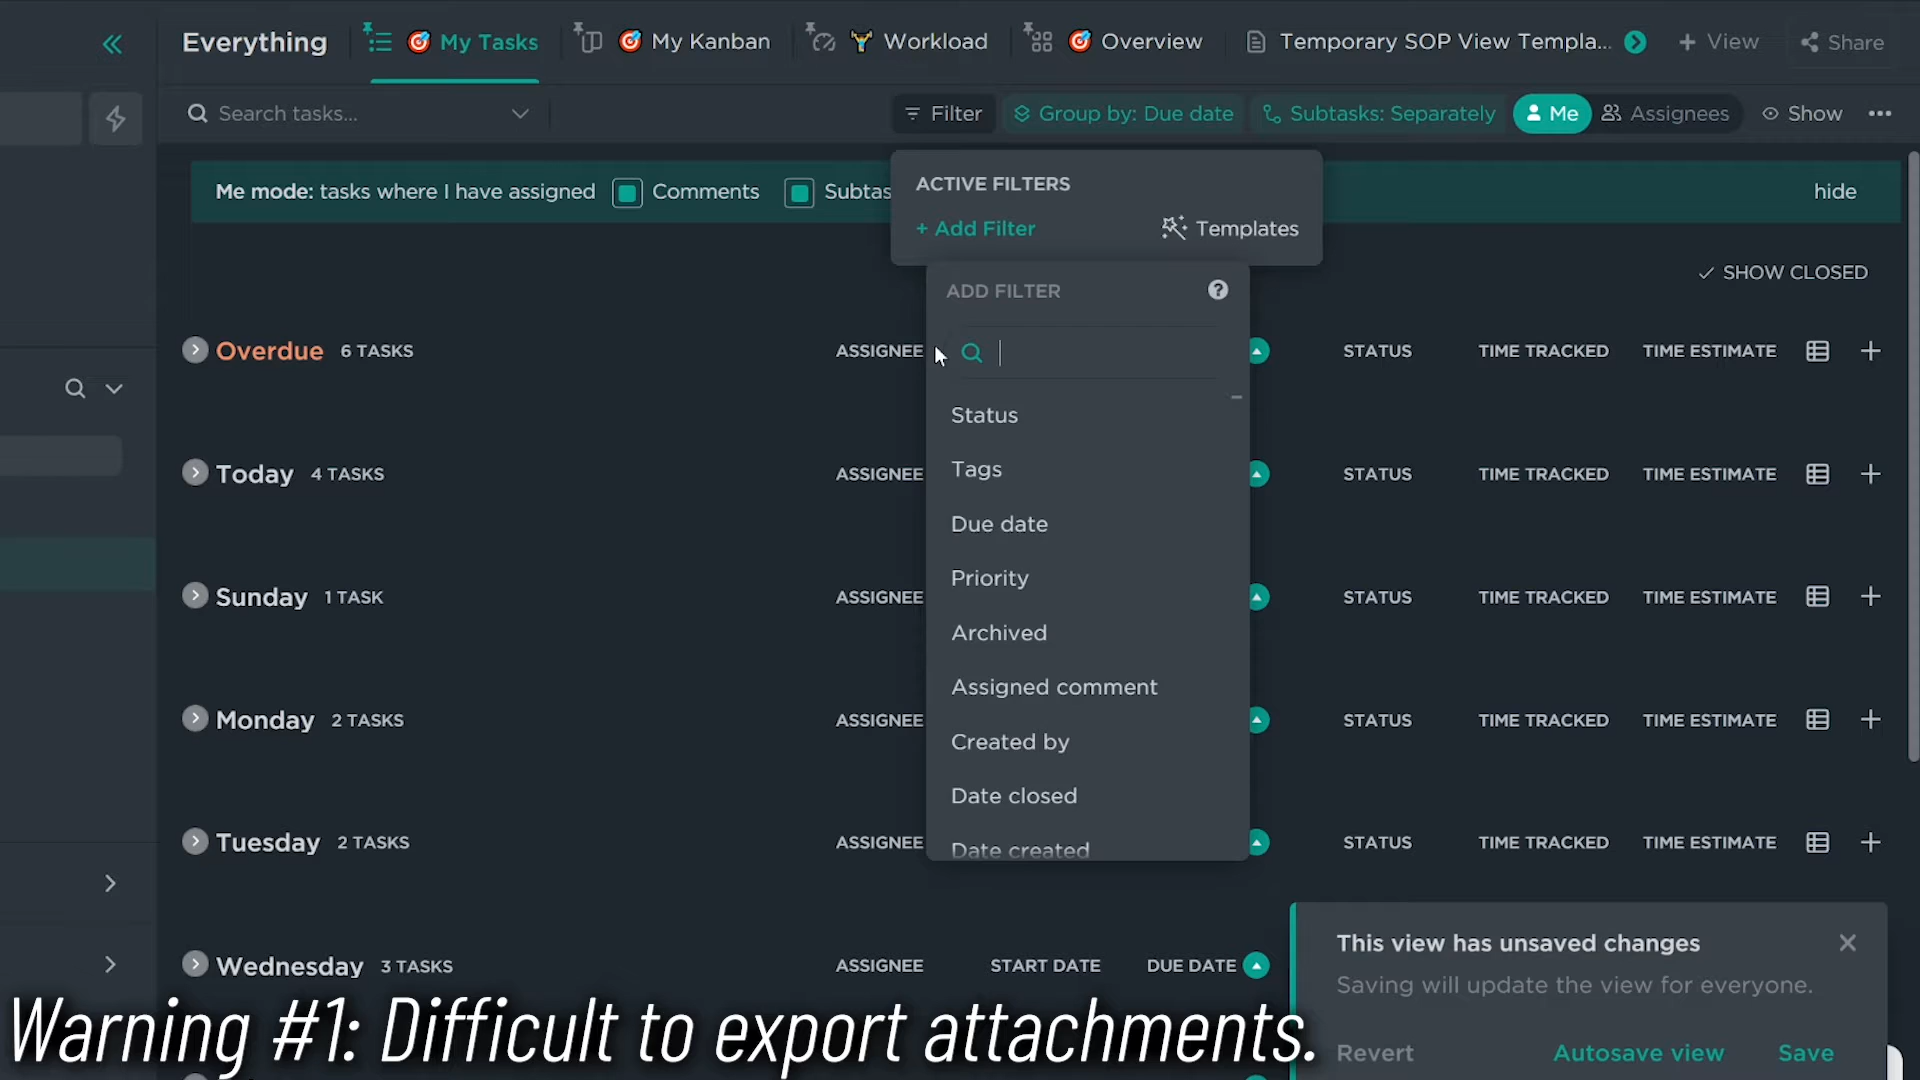 Everything My Tasks My Kanban Workload Overview Temporary SOP View Templa... + View Share
Search tasks... Filter Group by: Due date Subtasks: Separately Me Assignees Show
Me mode: tasks where I have assigned Comments Subtas hide
ACTIVE FILTERS
+ Add Filter Templates
SHOW CLOSED
ADD FILTER ?
Overdue 6 TASKS ASSIGNEE STATUS TIME TRACKED TIME ESTIMATE
Status
Today 4 TASKS ASSIGNEE STATUS TIME TRACKED TIME ESTIMATE
Tags
Due date
Sunday 1 TASK ASSIGNEE STATUS TIME TRACKED TIME ESTIMATE
Priority
Archived
Assigned comment
Monday 2 TASKS ASSIGNEE STATUS TIME TRACKED TIME ESTIMATE
Created by
Date closed
Tuesday 2 TASKS ASSIGNEE STATUS TIME TRACKED TIME ESTIMATE
Date created
Wednesday 3 TASKS ASSIGNEE START DATE DUE DATE
This view has unsaved changes
Saving will update the view for everyone.
Revert Autosave view Save
Warning #1: Difficult to export attachments.